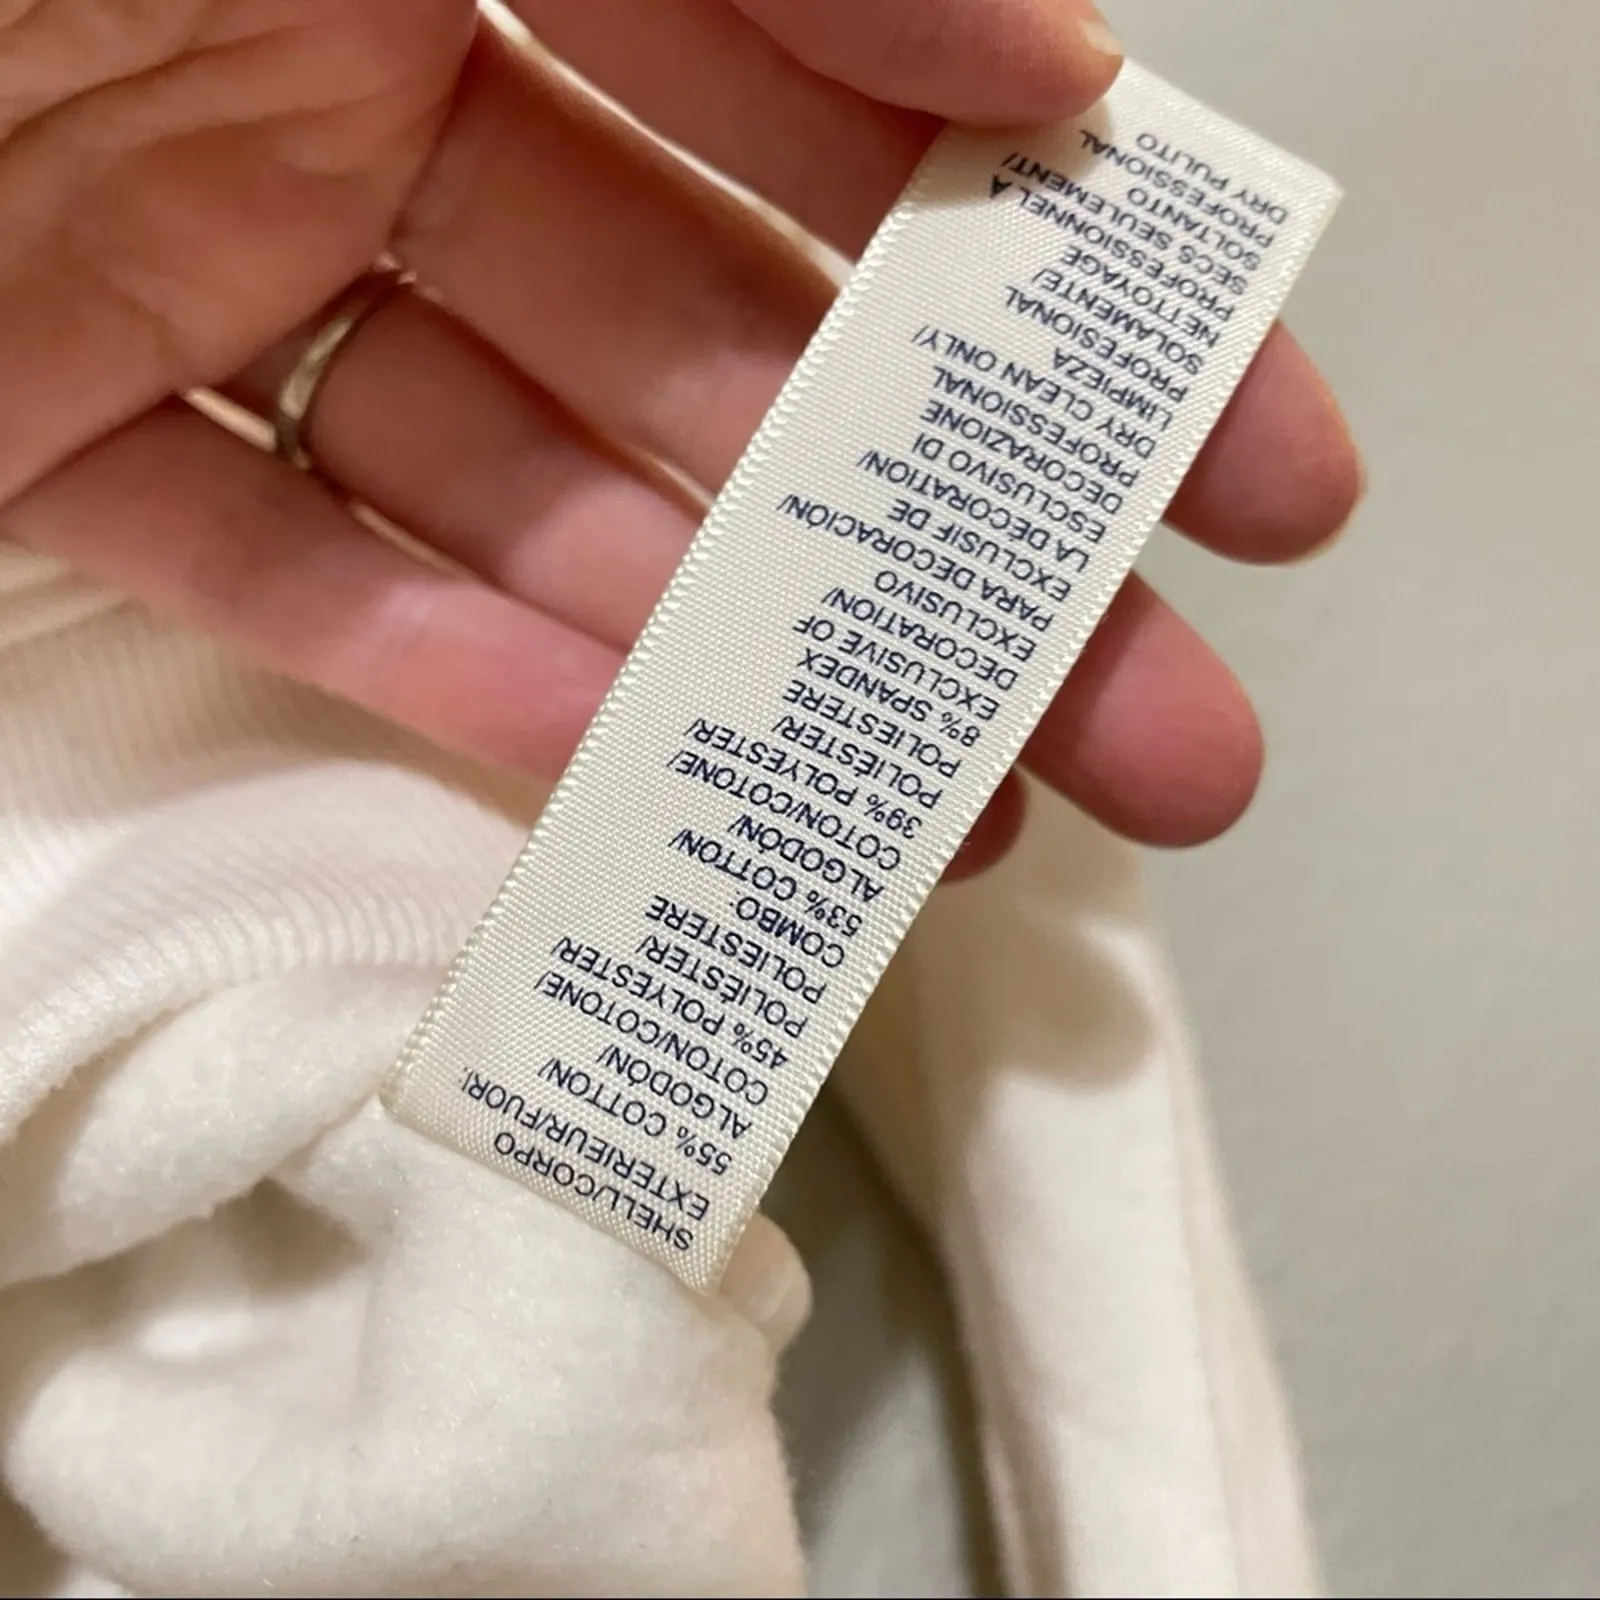 SHELL/CORPO
EXTÉRIEUR/FUORI:
55% COTTON/
ALGODÓN/
COTON/COTONE/
45% POLYESTER/
POLIÉSTER/
POLIESTERE
COMBO:
53% COTTON/
ALGODÓN/
COTON/COTONE/
39% POLYESTER/
POLIÉSTER/
POLIESTERE
8% SPANDEX
EXCLUSIVE OF
DECORATION/
EXCLUSIVO
PARA DECORACIÓN/
EXCLUSIF DE
LA DÉCORATION/
ESCLUSIVO DI
DECORAZIONE
PROFESSIONAL
DRY CLEAN ONLY/
LIMPIEZA
PROFESIONAL
SOLAMENTE/
NETTOYAGE
PROFESSIONNEL À
SECS SEULEMENT/
SOLTANTO
PROFESSIONAL
DRY PULITO